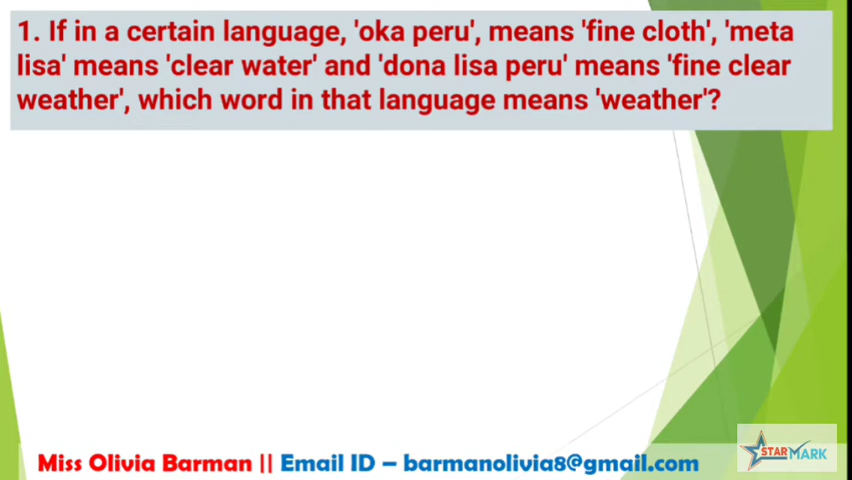 1. If in a certain language, 'oka peru', means 'fine cloth', 'meta
lisa' means 'clear water' and 'dona lisa peru' means 'fine clear
weather', which word in that language means 'weather'?
Miss Olivia Barman || Email ID – barmanolivia8@gmail.com
STARMARK